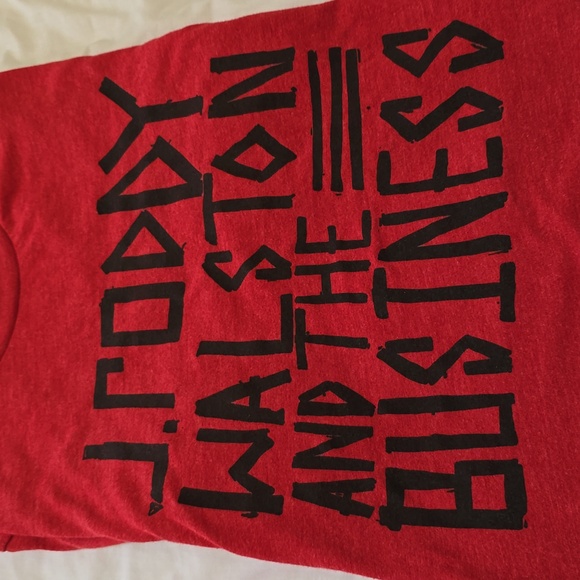 J. RODDY
WALSTON
AND THE
BUSINESS